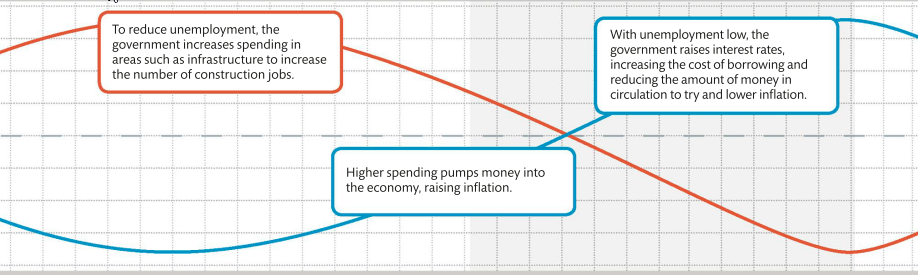 To reduce unemployment, the
government increases spending in
areas such as infrastructure to increase
the number of construction jobs.
With unemployment low, the
government raises interest rates,
increasing the cost of borrowing and
reducing the amount of money in
circulation to try and lower inflation.
Higher spending pumps money into
the economy, raising inflation.